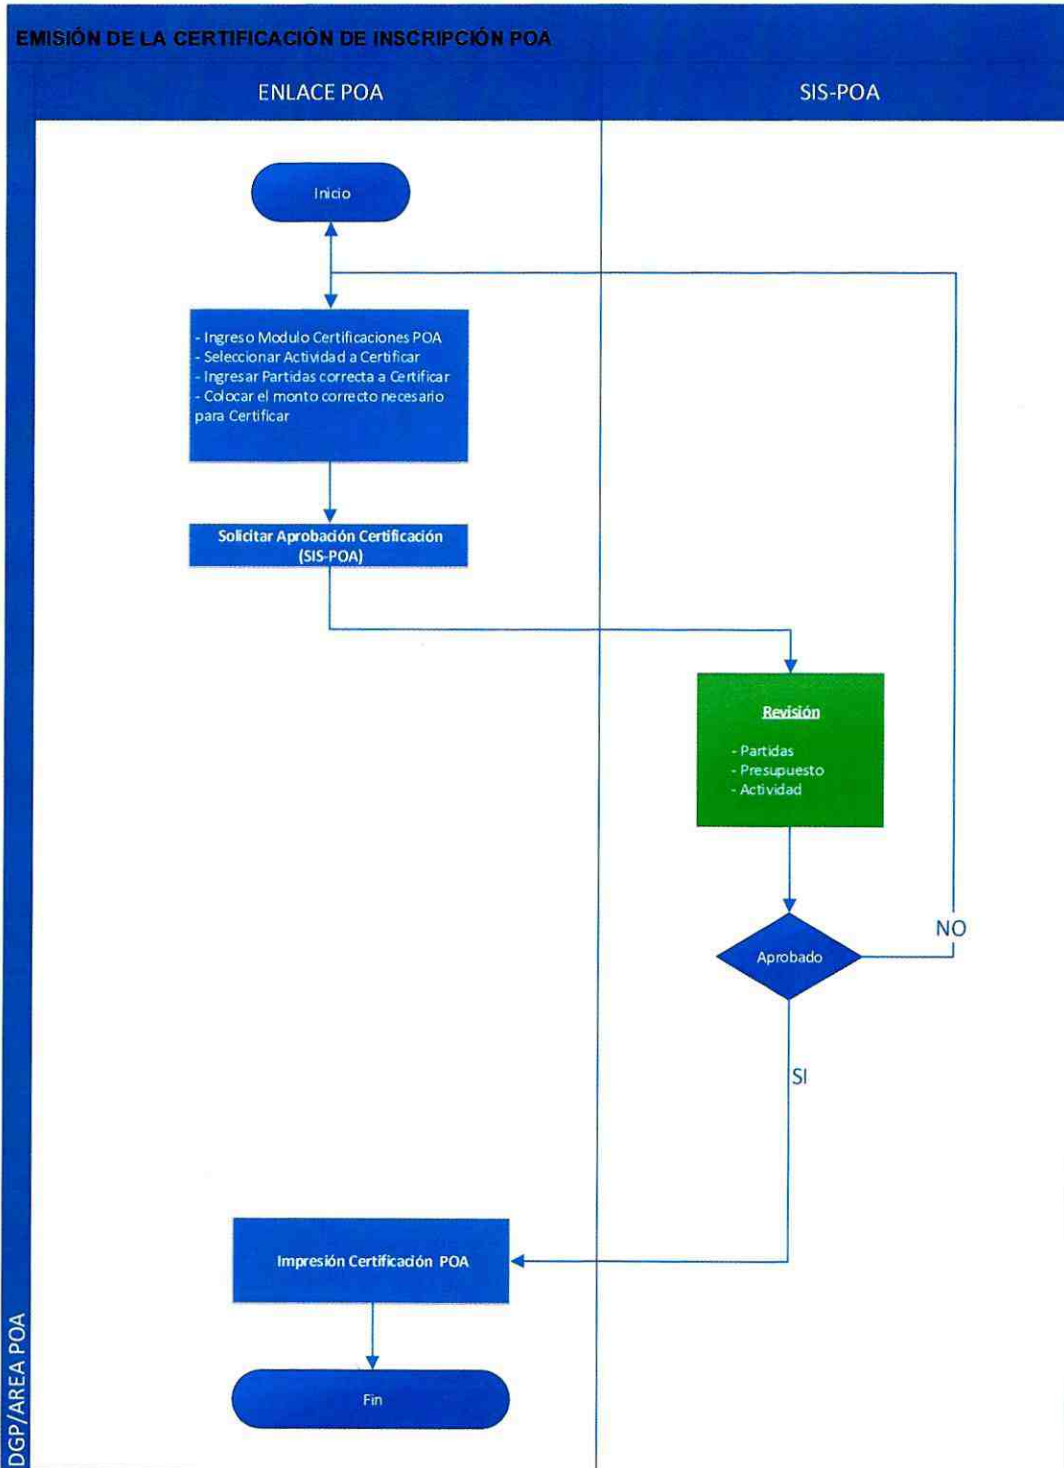 EMISIÓN DE LA CERTIFICACIÓN DE INSCRIPCIÓN POA
ENLACE POA
SIS-POA
Inicio
- Ingreso Modulo Certificaciones POA
- Seleccionar Actividad a Certificar
- Ingresar Partidas correcta a Certificar
- Colocar el monto correcto necesario
para Certificar
Solicitar Aprobación Certificación
(SIS-POA)
Revisión
- Partidas
- Presupuesto
- Actividad
Aprobado
NO
SI
Impresión Certificación POA
Fin
DGP/AREA POA